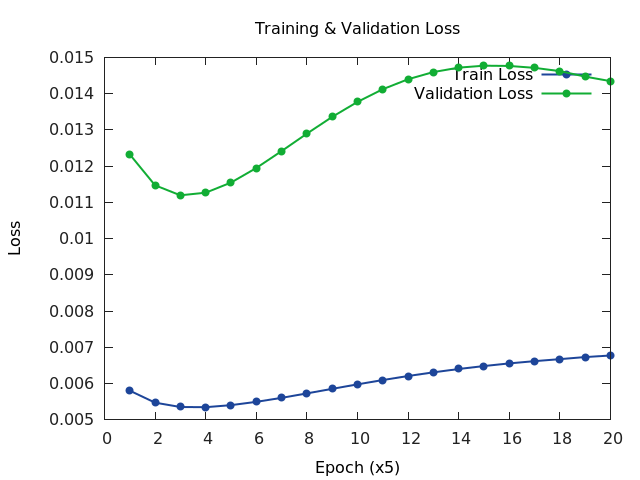 Training & Validation Loss
0.015
0.014
0.013
0.012
0.011
0.01
0.009
0.008
0.007
0.006
0.005
Loss
Train Loss
Validation Loss
0 2 4 6 8 10 12 14 16 18 20
Epoch (x5)